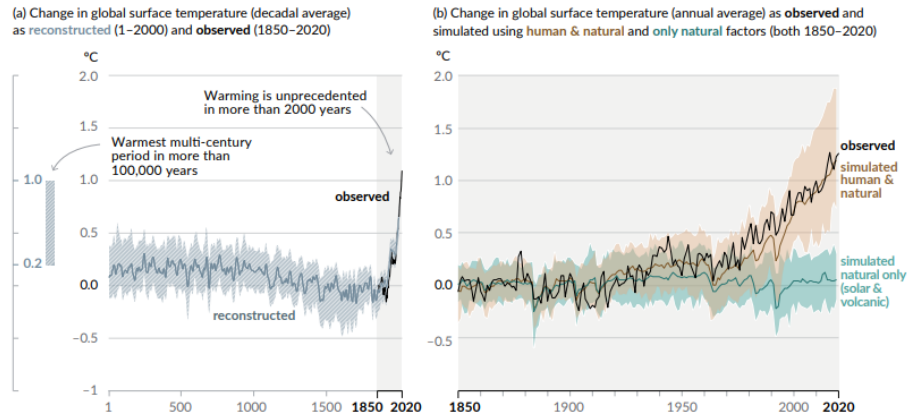 (a) Change in global surface temperature (decadal average)
as reconstructed (1–2000) and observed (1850–2020)
°C
2.0
1.5
1.0
0.5
0.0
−0.5
−1
1.0
0.2
Warming is unprecedented
in more than 2000 years
Warmest multi-century
period in more than
100,000 years
observed
reconstructed
1
500
1000
1500
1850
2020
(b) Change in global surface temperature (annual average) as observed and
simulated using human & natural and only natural factors (both 1850–2020)
°C
2.0
1.5
1.0
0.5
0.0
−0.5
observed
simulated
human &
natural
simulated
natural only
(solar &
volcanic)
1850
1900
1950
2000
2020